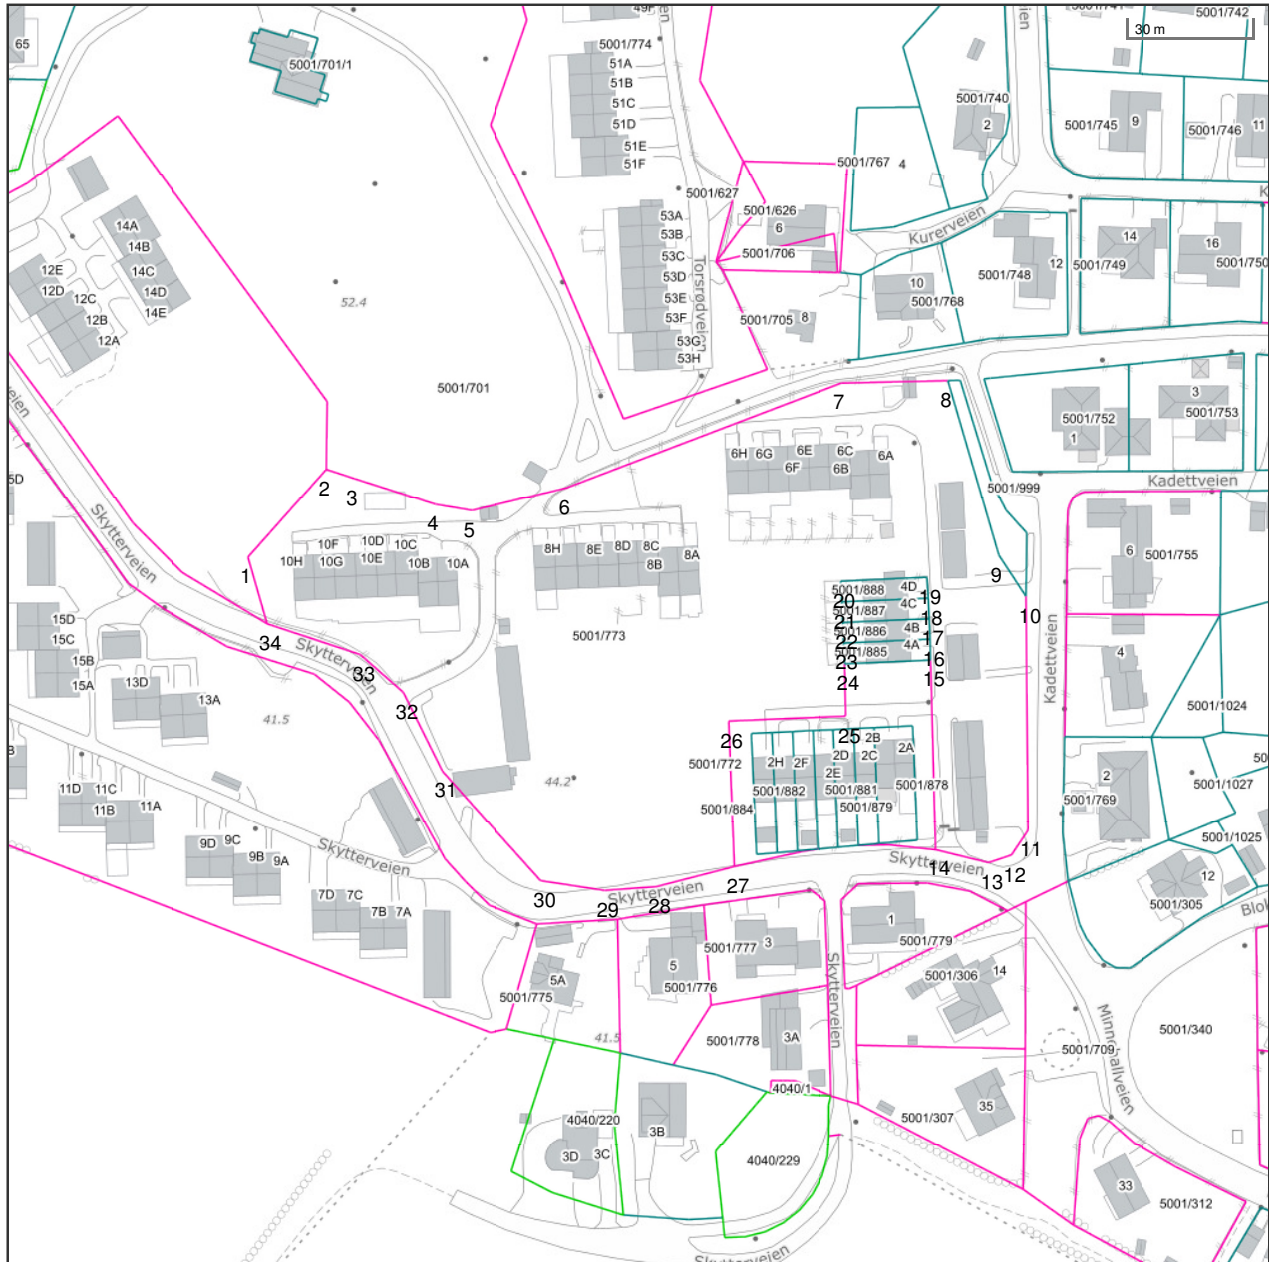 65
5001/701/1
49F
5001/774
51A
51B
51C
51D
51E
51F
5001/742
30 m
5001/740
2
5001/745
9
5001/746
11
5001/767
4
5001/627
5001/626
6
5001/706
Kurerveien
14A
14B
14C
14D
14E
12E
12D
12C
12B
12A
53A
53B
53C
53D
53E
53F
53G
53H
Torsrødveien
52.4
5001/701
5001/705
8
10
5001/768
5001/748
12
14
5001/749
16
5001/750
5001/752
1
3
5001/753
7
8
6H
6G
6E
6F
6C
6B
6A
5001/999
Kadettveien
2
3
4
5
6
Skytterveien
10H
10F
10G
10D
10E
10C
10B
10A
8H
8E
8D
8C
8B
8A
1
5001/773
9
10
5001/888
4D
20
19
5001/887
4C
18
21
5001/886
4B
17
22
5001/885
4A
23
16
24
15
Kadettveien
6
5001/755
4
5001/1024
15D
15C
15B
15A
13D
13A
41.5
34
Skytterveien
33
32
31
44.2
26
25
5001/772
2H
2F
2E
2D
2C
2B
2A
5001/884
5001/882
5001/881
5001/879
5001/878
2
5001/769
5001/1027
5001/1025
11D
11C
11B
11A
9D
9C
9B
9A
7D
7C
7B
7A
Skytterveien
11
12
13
14
Skytterveien
27
Skytterveien
28
29
30
12
5001/305
1
5001/779
3
5001/777
5
5001/776
5A
5001/775
Skytterveien
5001/306
14
Minnehallveien
5001/340
5001/709
41.5
5001/778
3A
4040/1
4040/220
3B
3C
3D
4040/229
5001/307
35
33
5001/312
Skytterveien